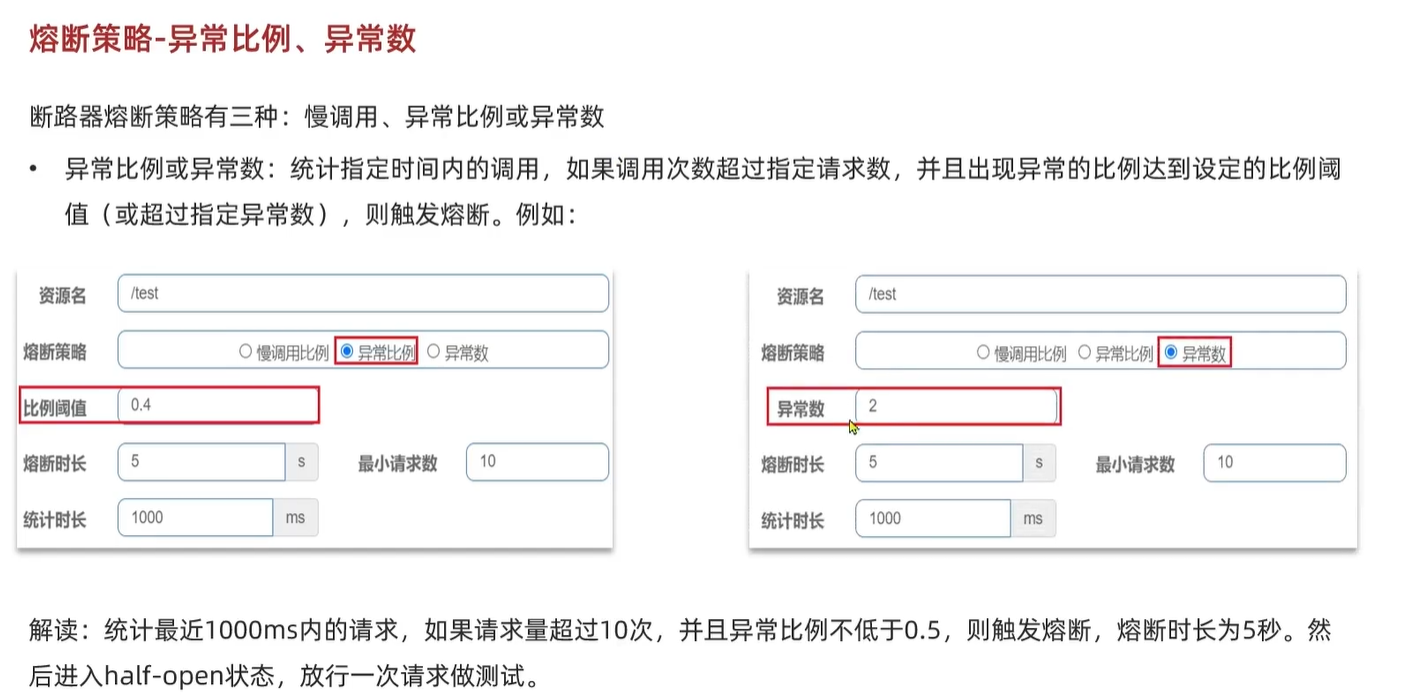 熔断策略-异常比例、异常数
断路器熔断策略有三种：慢调用、异常比例或异常数
• 异常比例或异常数：统计指定时间内的调用，如果调用次数超过指定请求数，并且出现异常的比例达到设定的比例阈
值（或超过指定异常数），则触发熔断。例如：
资源名 /test
熔断策略 慢调用比例 异常比例 异常数
比例阈值 0.4
熔断时长 5 s 最小请求数 10
统计时长 1000 ms
资源名 /test
熔断策略 慢调用比例 异常比例 异常数
异常数 2
熔断时长 5 s 最小请求数 10
统计时长 1000 ms
解读：统计最近1000ms内的请求，如果请求量超过10次，并且异常比例不低于0.5，则触发熔断，熔断时长为5秒。然
后进入half-open状态，放行一次请求做测试。